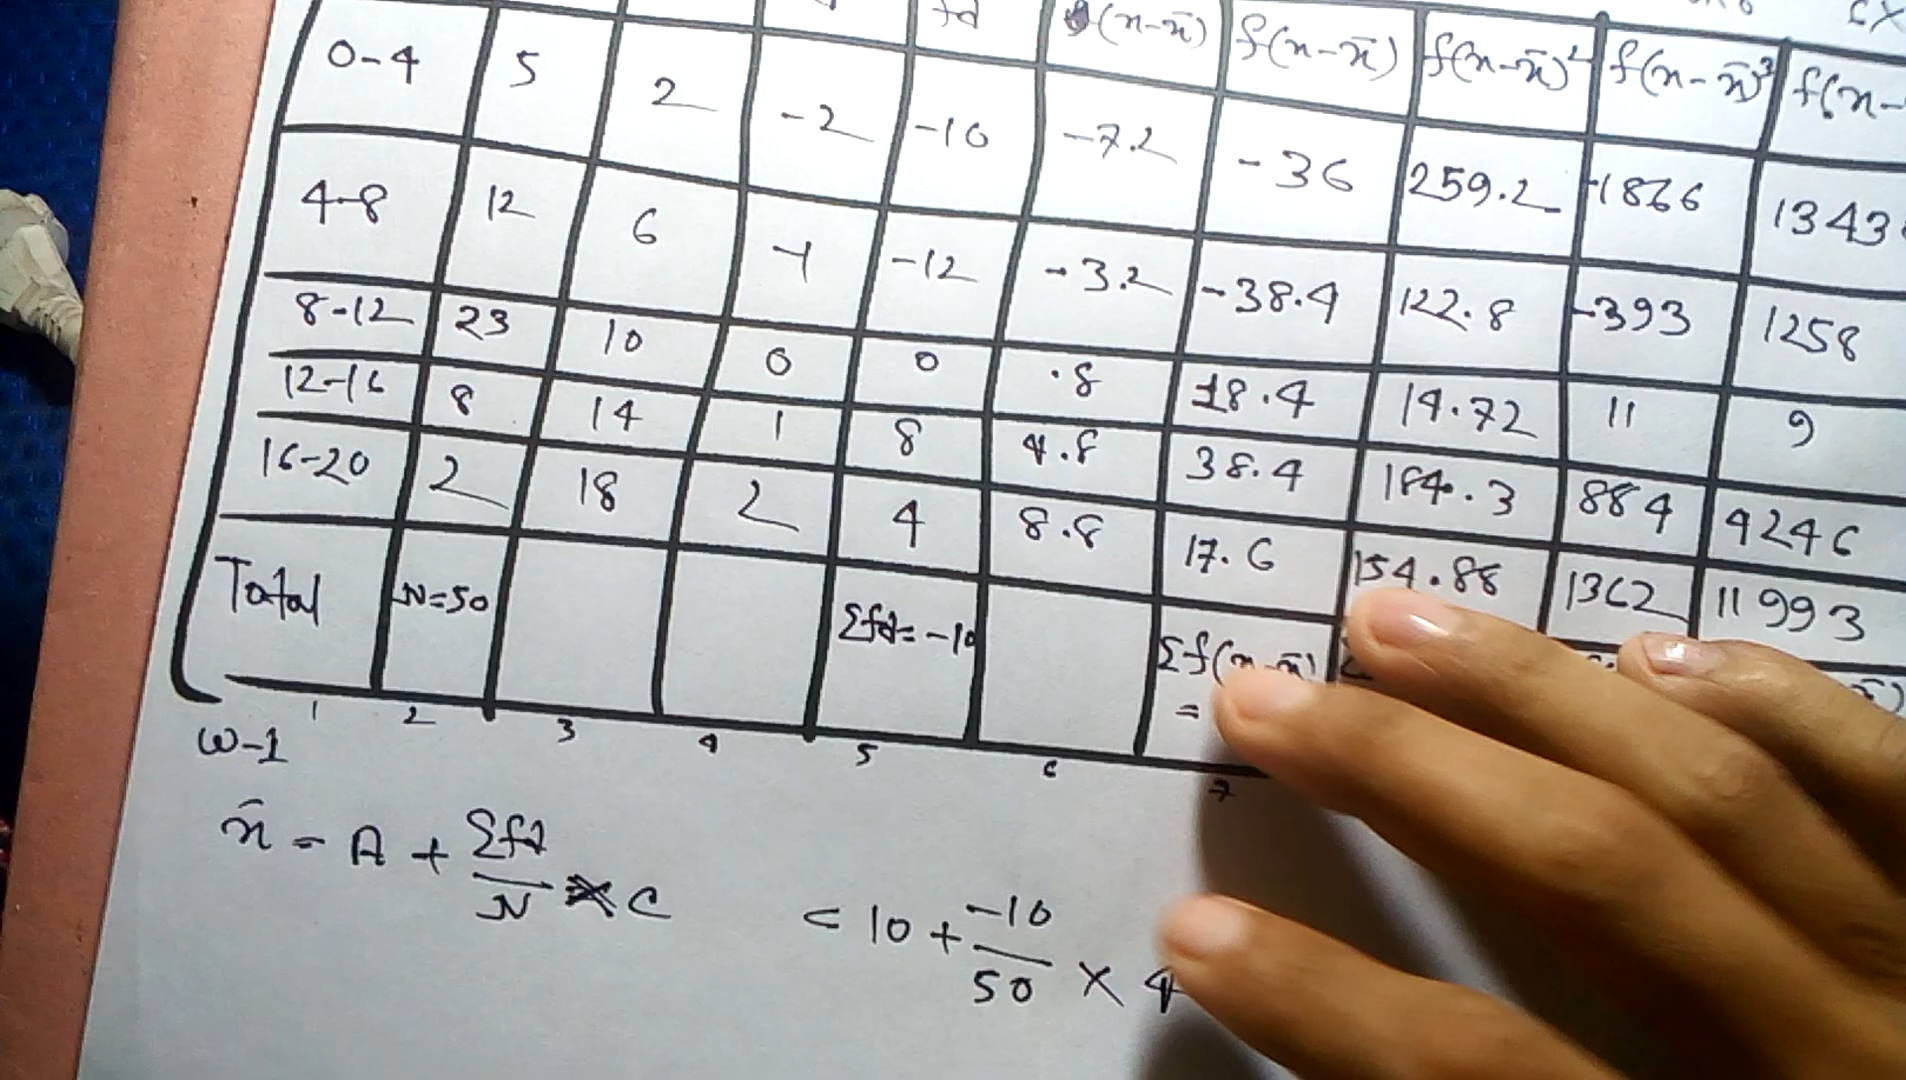 fd (x-x̄) f(x-x̄) f(x-x̄)² f(x-x̄)³ f(x-
0-4 5 2 -2 -10 -7.2 -36 259.2 -1866 1343
4-8 12 6 -1 -12 -3.2 -38.4 122.8 -393 1258
8-12 23 10 0 0 .8 18.4 14.72 11 9
12-16 8 14 1 8 4.8 38.4 184.3 884 4246
16-20 2 18 2 4 8.8 17.6 154.88 1362 11993
Total N=50 Σfd=-10 Σf(x-x̄)
=
1 2 3 4 5 6 7
W-1
x̄ = A + Σfd/N × C = 10 + -10/50 × 4